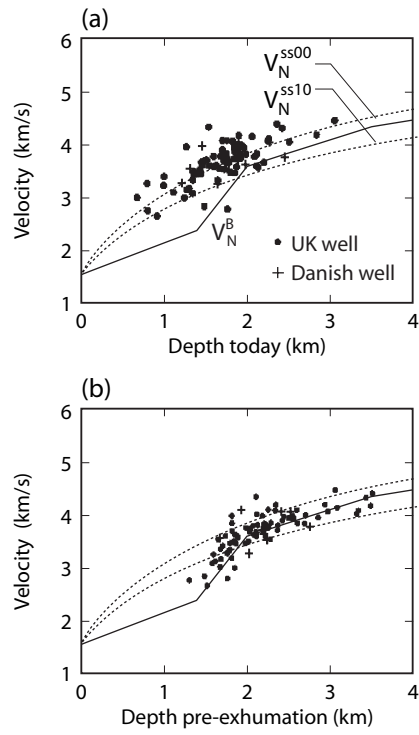 (a)
6
5
4
3
2
1
Velocity (km/s)
V_N^ss00
V_N^ss10
V_N^B
UK well
+ Danish well
0 1 2 3 4
Depth today (km)
(b)
6
5
4
3
2
1
Velocity (km/s)
0 1 2 3 4
Depth pre-exhumation (km)